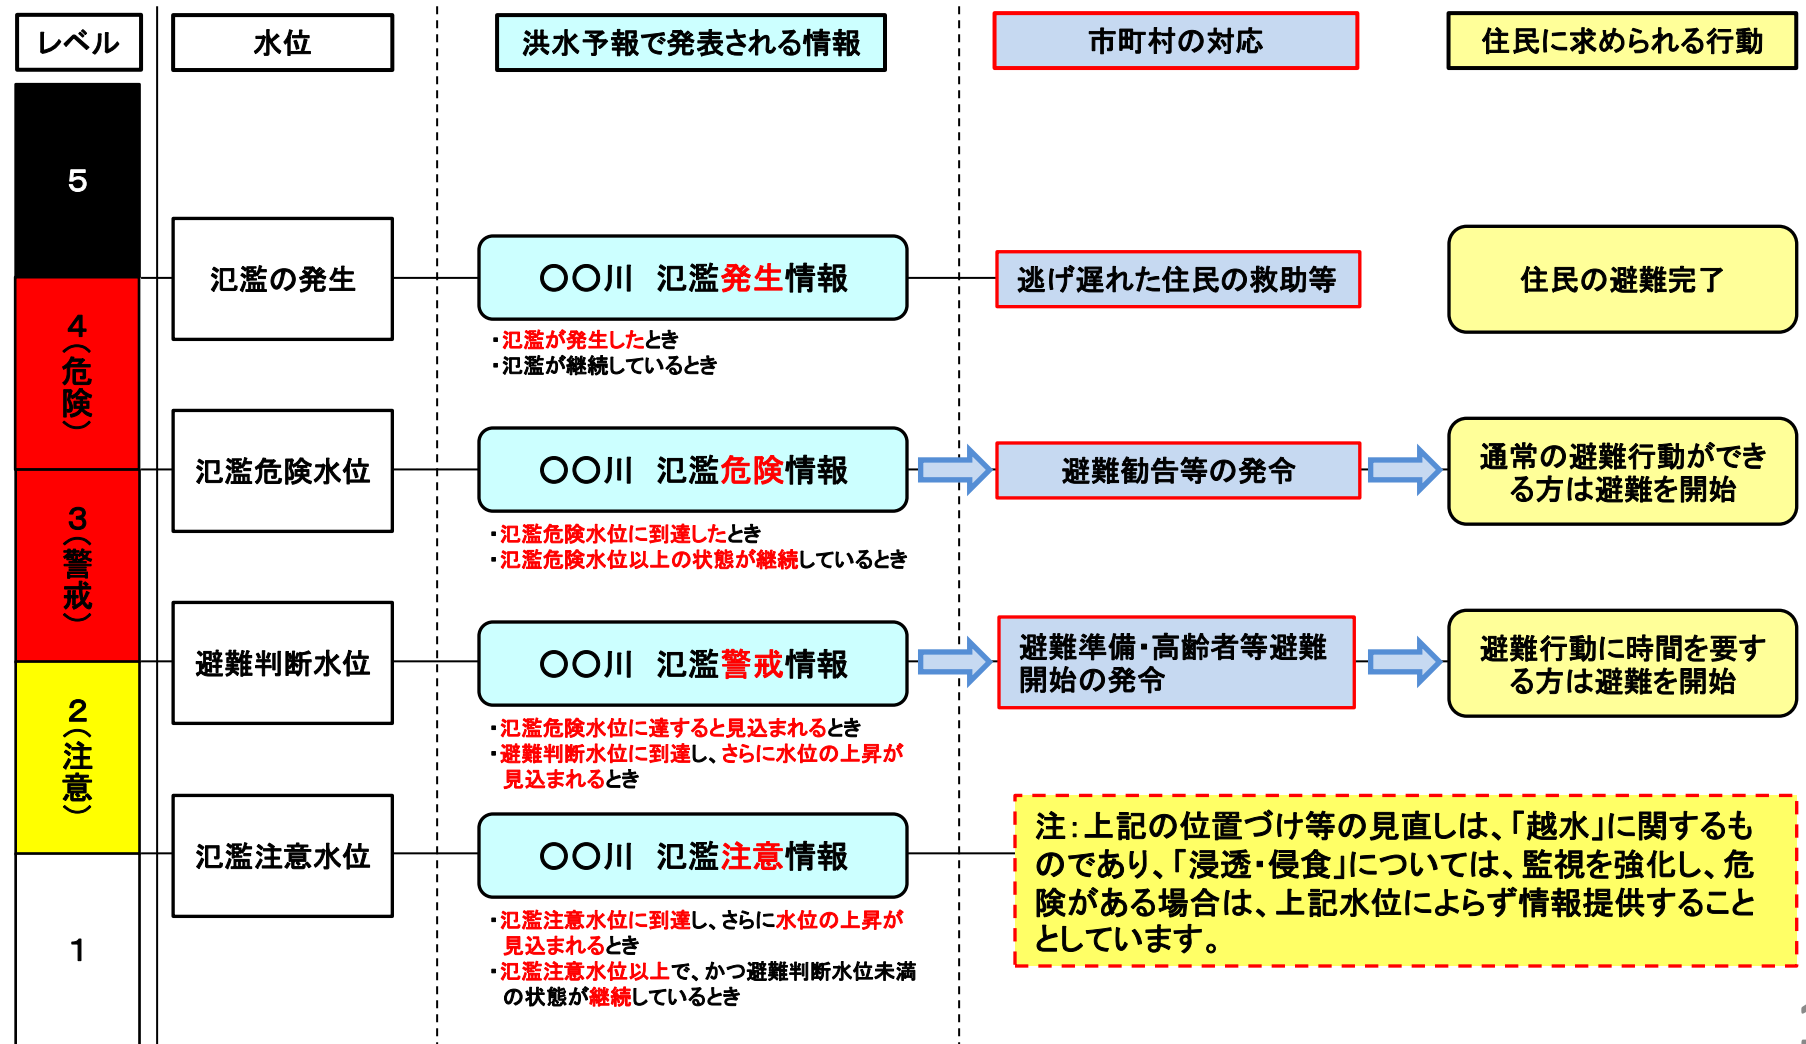 レベル
水位
洪水予報で発表される情報
市町村の対応
住民に求められる行動
5
氾濫の発生
〇〇川 氾濫発生情報
・氾濫が発生したとき
・氾濫が継続しているとき
逃げ遅れた住民の救助等
住民の避難完了
4(危険)
氾濫危険水位
〇〇川 氾濫危険情報
・氾濫危険水位に到達したとき
・氾濫危険水位以上の状態が継続しているとき
避難勧告等の発令
通常の避難行動ができ
る方は避難を開始
3(警戒)
避難判断水位
〇〇川 氾濫警戒情報
・氾濫危険水位に達すると見込まれるとき
・避難判断水位に到達し、さらに水位の上昇が
見込まれるとき
避難準備・高齢者等避難
開始の発令
避難行動に時間を要す
る方は避難を開始
2(注意)
氾濫注意水位
〇〇川 氾濫注意情報
・氾濫注意水位に到達し、さらに水位の上昇が
見込まれるとき
・氾濫注意水位以上で、かつ避難判断水位未満
の状態が継続しているとき
注:上記の位置づけ等の見直しは、「越水」に関するも
のであり、「浸透・侵食」については、監視を強化し、危
険がある場合は、上記水位によらず情報提供すること
としています。
1